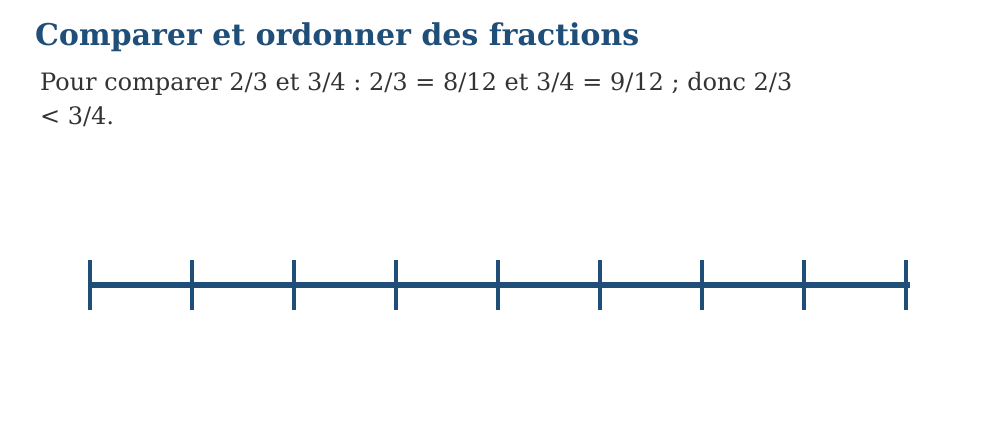 Comparer et ordonner des fractions
Pour comparer 2/3 et 3/4 : 2/3 = 8/12 et 3/4 = 9/12 ; donc 2/3
< 3/4.